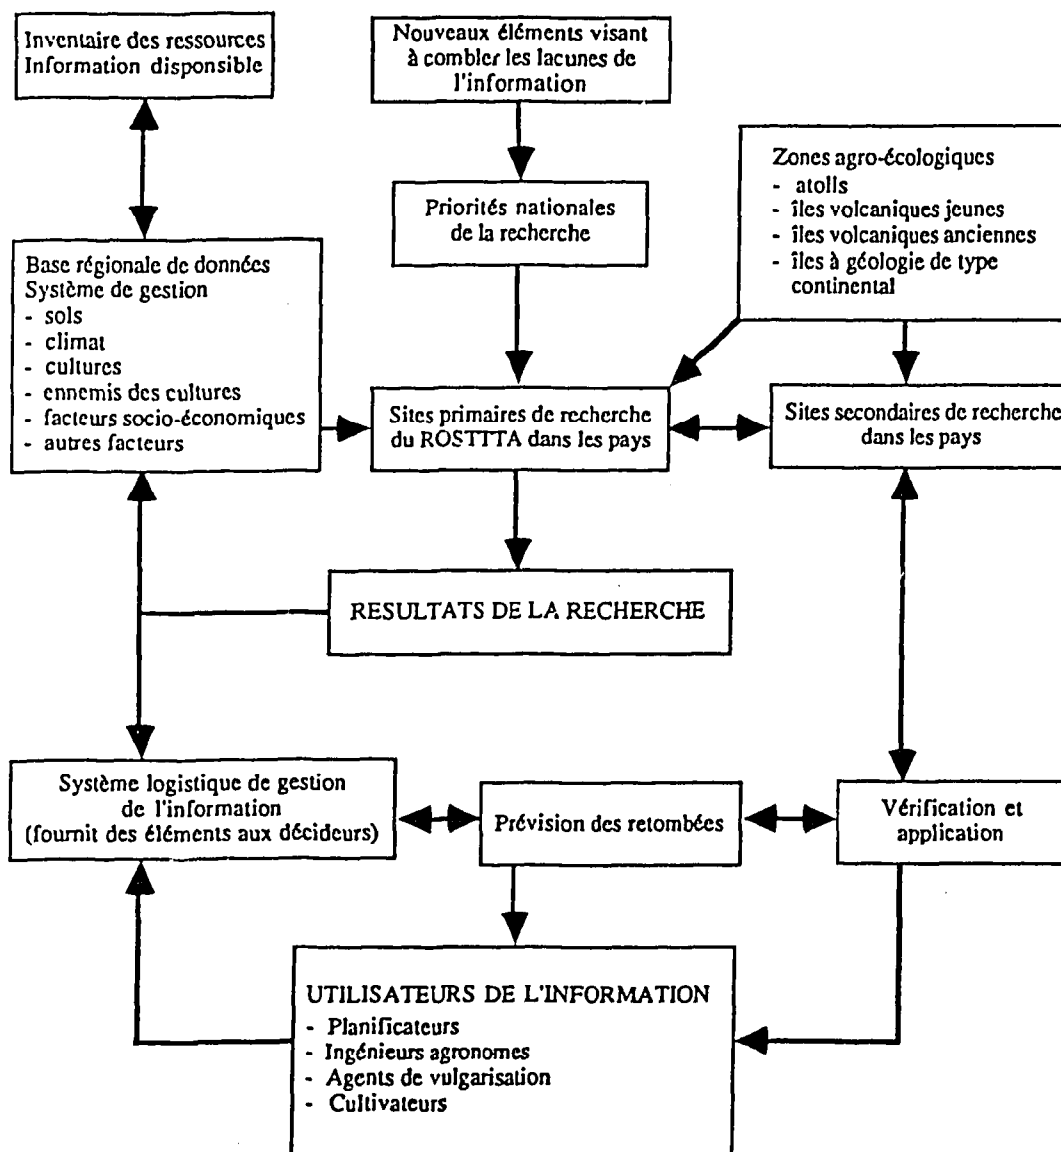 Inventaire des ressources
Information disponsible
Nouveaux éléments visant
à combler les lacunes de
l'information
Zones agro-écologiques
- atolls
- îles volcaniques jeunes
- îles volcaniques anciennes
- îles à géologie de type
continental
Priorités nationales
de la recherche
Base régionale de données
Système de gestion
- sols
- climat
- cultures
- ennemis des cultures
- facteurs socio-économiques
- autres facteurs
Sites primaires de recherche
du ROSTTTA dans les pays
Sites secondaires de recherche
dans les pays
RESULTATS DE LA RECHERCHE
Système logistique de gestion
de l'information
(fournit des éléments aux décideurs)
Prévision des retombées
Vérification et
application
UTILISATEURS DE L'INFORMATION
- Planificateurs
- Ingénieurs agronomes
- Agents de vulgarisation
- Cultivateurs